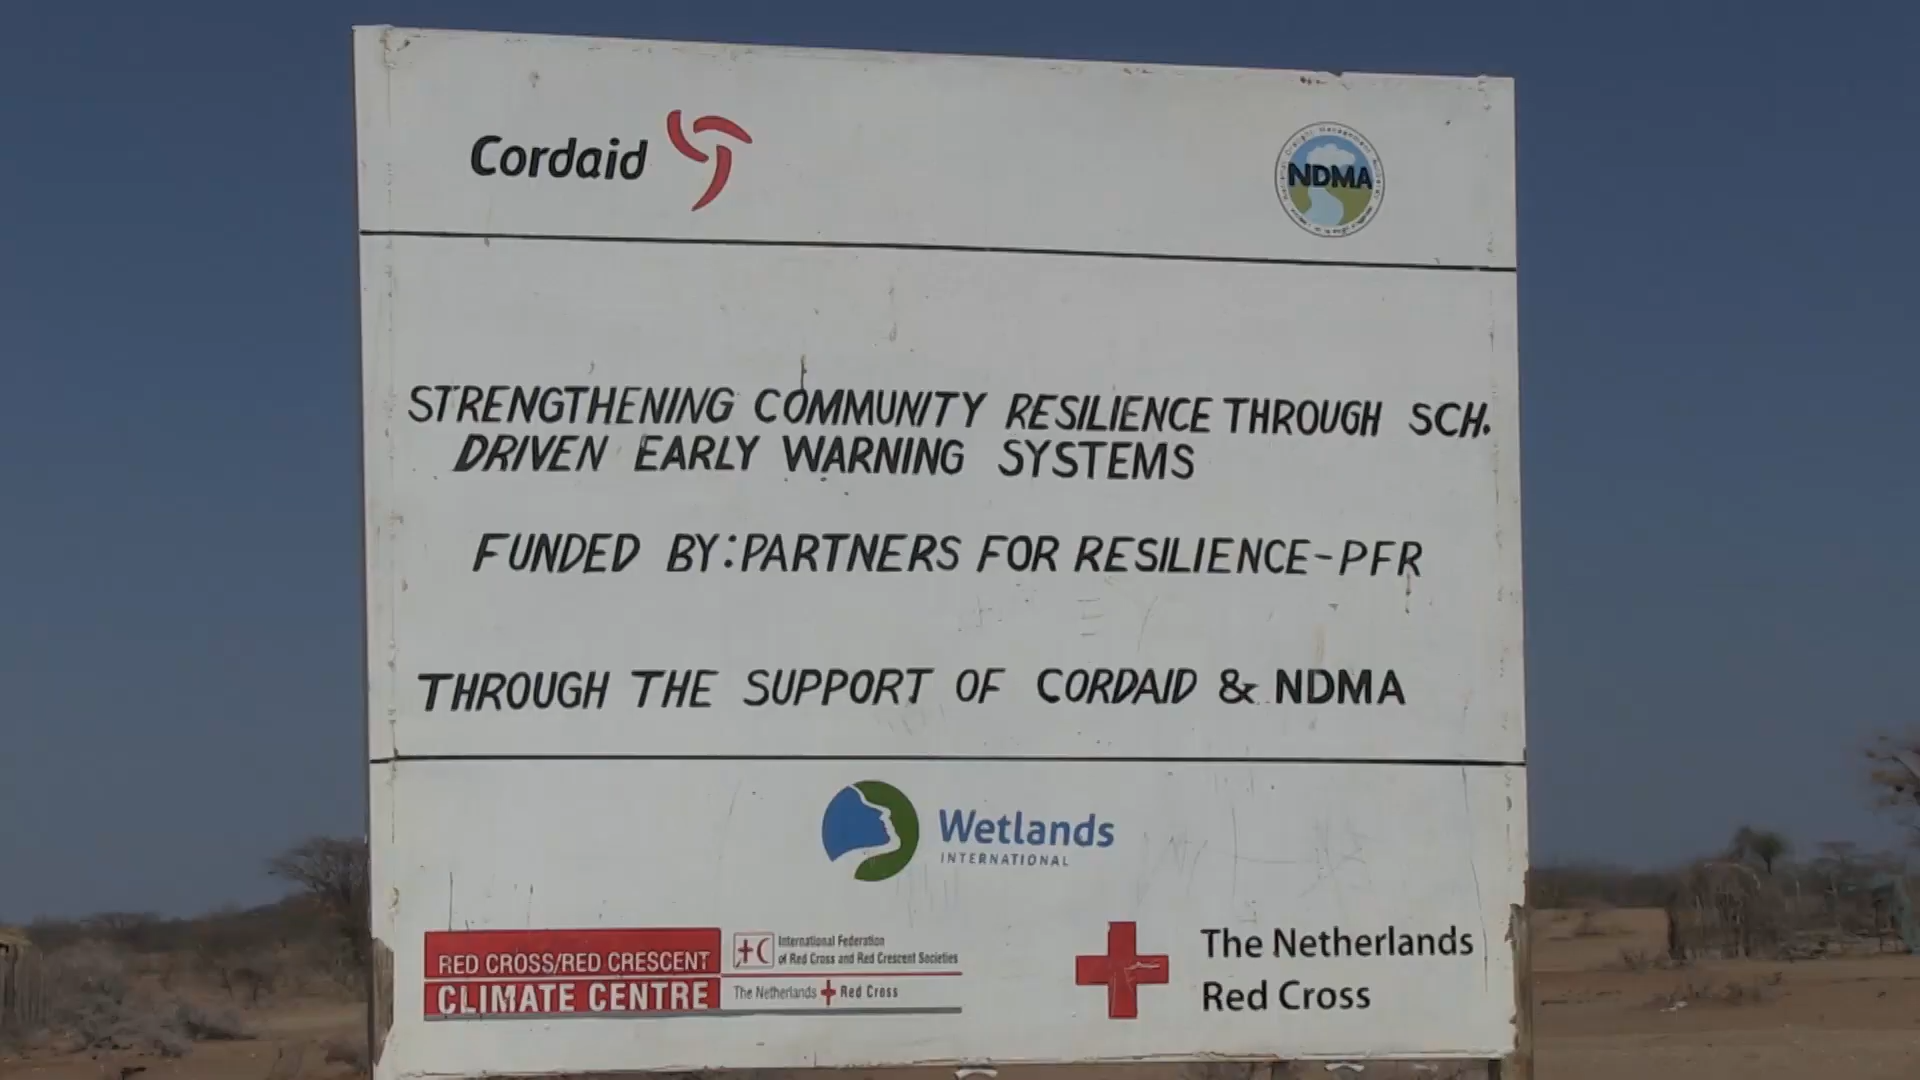 Cordaid
NDMA
STRENGTHENING COMMUNITY RESILIENCE THROUGH SCH.
DRIVEN EARLY WARNING SYSTEMS
FUNDED BY: PARTNERS FOR RESILIENCE-PFR
THROUGH THE SUPPORT OF CORDAID & NDMA
Wetlands
INTERNATIONAL
RED CROSS/RED CRESCENT
CLIMATE CENTRE
International Federation
of Red Cross and Red Crescent Societies
The Netherlands Red Cross
The Netherlands
Red Cross